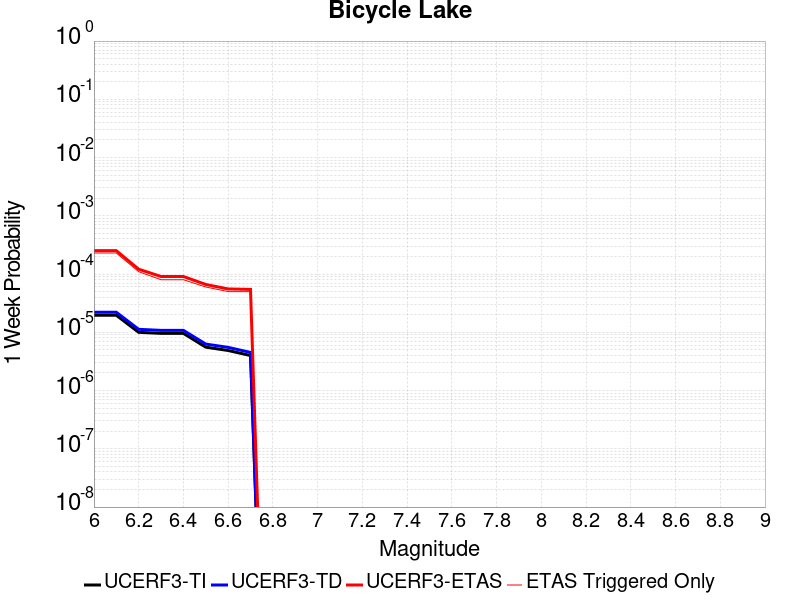 Bicycle Lake
10^0
10^-1
10^-2
10^-3
10^-4
10^-5
10^-6
10^-7
10^-8
1 Week Probability
6 6.2 6.4 6.6 6.8 7 7.2 7.4 7.6 7.8 8 8.2 8.4 8.6 8.8 9
Magnitude
UCERF3-TI UCERF3-TD UCERF3-ETAS ETAS Triggered Only